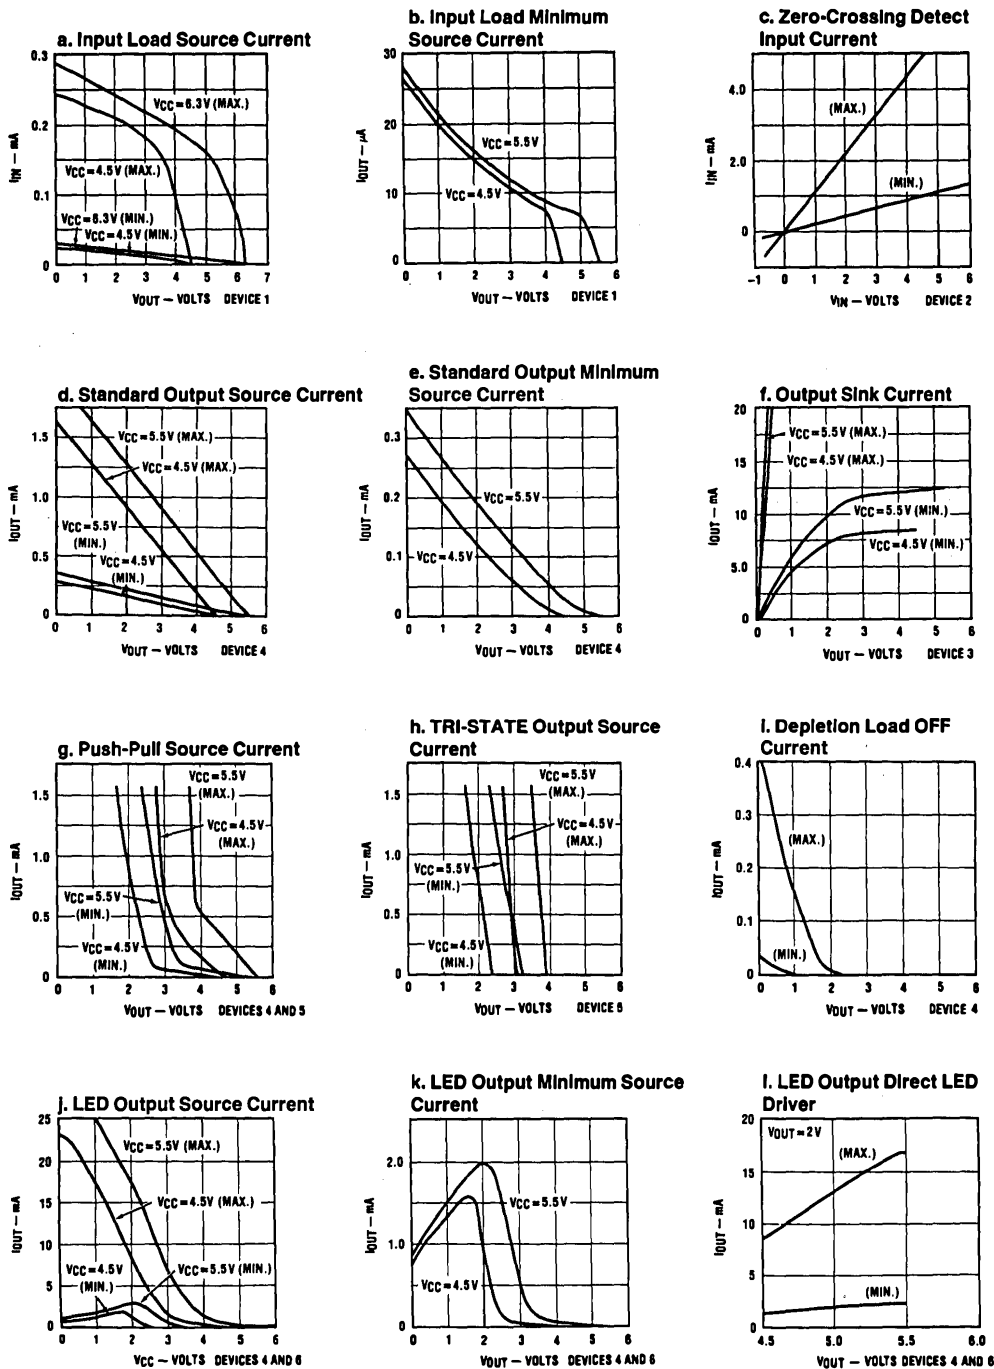 a. Input Load Source Current
0.3
0.2
0.1
0
IIN — mA
VCC=6.3V (MAX.)
VCC=4.5V (MAX.)
VCC=6.3V (MIN.)
VCC=4.5V (MIN.)
0 1 2 3 4 5 6 7
VOUT — VOLTS DEVICE 1
b. Input Load Minimum
Source Current
30
20
10
0
IOUT — µA
VCC=5.5V
VCC=4.5V
0 1 2 3 4 5 6
VOUT — VOLTS DEVICE 1
c. Zero-Crossing Detect
Input Current
4.0
2.0
0
IIN — mA
(MAX.)
(MIN.)
-1 0 1 2 3 4 5 6
VIN — VOLTS DEVICE 2
d. Standard Output Source Current
1.5
1.0
0.5
0
IOUT — mA
VCC=5.5V (MAX.)
VCC=4.5V (MAX.)
VCC=5.5V
(MIN.)
VCC=4.5V
(MIN.)
0 1 2 3 4 5 6
VOUT — VOLTS DEVICE 4
e. Standard Output Minimum
Source Current
0.3
0.2
0.1
0
IOUT — mA
VCC=5.5V
VCC=4.5V
0 1 2 3 4 5 6
VOUT — VOLTS DEVICE 4
f. Output Sink Current
20
15
10
5.0
0
IOUT — mA
VCC=5.5V (MAX.)
VCC=4.5V (MAX.)
VCC=5.5V (MIN.)
VCC=4.5V (MIN.)
0 1 2 3 4 5 6
VOUT — VOLTS DEVICE 3
g. Push-Pull Source Current
1.5
1.0
0.5
0
IOUT — mA
VCC=5.5V
(MAX.)
VCC=4.5V
(MAX.)
VCC=5.5V
(MIN.)
VCC=4.5V
(MIN.)
0 1 2 3 4 5 6
VOUT — VOLTS DEVICES 4 AND 5
h. TRI-STATE Output Source
Current
1.5
1.0
0.5
0
IOUT — mA
VCC=5.5V
(MAX.)
VCC=4.5V
(MAX.)
VCC=5.5V
(MIN.)
VCC=4.5V
(MIN.)
0 1 2 3 4 5 6
VOUT — VOLTS DEVICE 5
i. Depletion Load OFF
Current
0.4
0.3
0.2
0.1
0
IOUT — mA
(MAX.)
(MIN.)
0 1 2 3 4 5 6
VOUT — VOLTS DEVICE 4
j. LED Output Source Current
25
20
15
10
5
0
IOUT — mA
VCC=5.5V (MAX.)
VCC=4.5V (MAX.)
VCC=4.5V
(MIN.)
VCC=5.5V (MIN.)
0 1 2 3 4 5 6
VCC — VOLTS DEVICES 4 AND 6
k. LED Output Minimum Source
Current
2.0
1.0
0
IOUT — mA
VCC=5.5V
VCC=4.5V
0 1 2 3 4 5 6
VOUT — VOLTS DEVICES 4 AND 6
l. LED Output Direct LED
Driver
20
15
10
5
0
IOUT — mA
VOUT=2V
(MAX.)
(MIN.)
4.5 5.0 5.5 6.0
VOUT — VOLTS DEVICES 4 AND 6